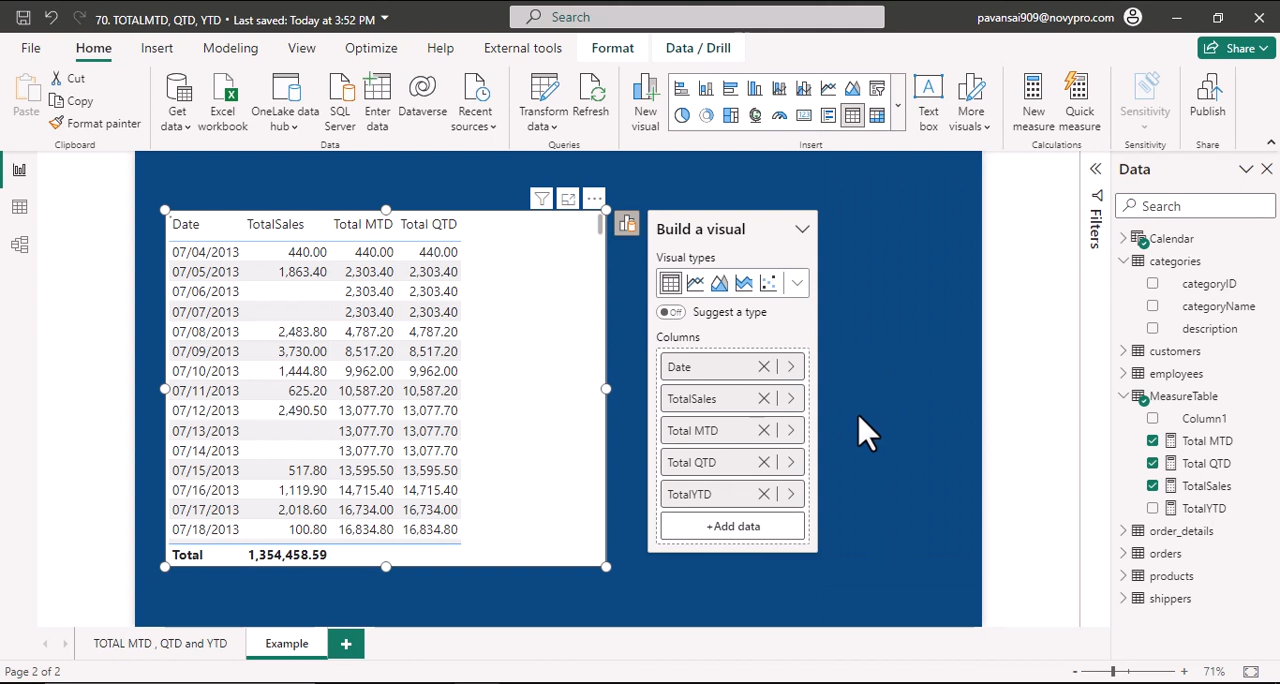 70. TOTALMTD, QTD, YTD • Last saved: Today at 3:52 PM
Search
pavansai909@novypro.com
File Home Insert Modeling View Optimize Help External tools Format Data / Drill
Share
Paste
Cut
Copy
Format painter
Clipboard
Get data
Excel workbook
OneLake data hub
SQL Server
Enter data
Dataverse
Recent sources
Data
Transform data
Refresh
Queries
New visual
Text box
More visuals
Insert
New measure
Quick measure
Calculations
Sensitivity
Sensitivity
Publish
Share
Date TotalSales Total MTD Total QTD
07/04/2013 440.00 440.00 440.00
07/05/2013 1,863.40 2,303.40 2,303.40
07/06/2013 2,303.40 2,303.40
07/07/2013 2,303.40 2,303.40
07/08/2013 2,483.80 4,787.20 4,787.20
07/09/2013 3,730.00 8,517.20 8,517.20
07/10/2013 1,444.80 9,962.00 9,962.00
07/11/2013 625.20 10,587.20 10,587.20
07/12/2013 2,490.50 13,077.70 13,077.70
07/13/2013 13,077.70 13,077.70
07/14/2013 13,077.70 13,077.70
07/15/2013 517.80 13,595.50 13,595.50
07/16/2013 1,119.90 14,715.40 14,715.40
07/17/2013 2,018.60 16,734.00 16,734.00
07/18/2013 100.80 16,834.80 16,834.80
Total 1,354,458.59
Build a visual
Visual types
Off Suggest a type
Columns
Date
TotalSales
Total MTD
Total QTD
TotalYTD
+Add data
Filters
Data
Search
Calendar
categories
categoryID
categoryName
description
customers
employees
MeasureTable
Column1
Total MTD
Total QTD
TotalSales
TotalYTD
order_details
orders
products
shippers
TOTAL MTD , QTD and YTD
Example
Page 2 of 2
- + 71%